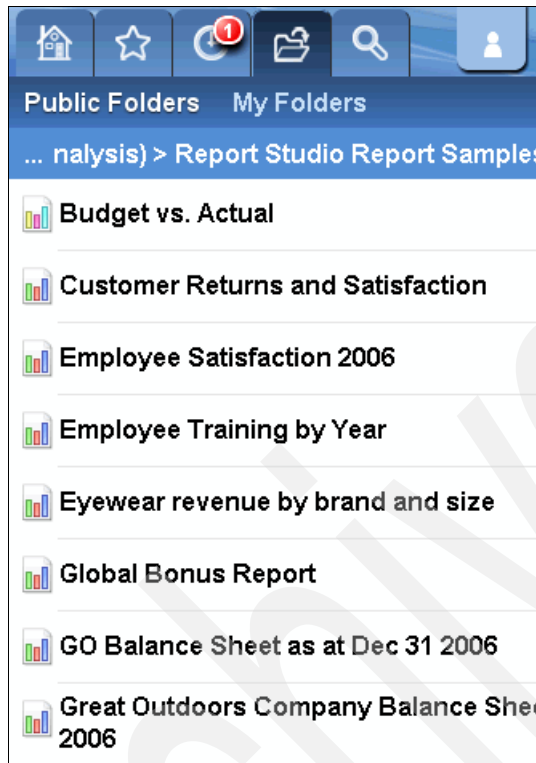 1
Public Folders My Folders
... nalysis) > Report Studio Report Samples
Budget vs. Actual
Customer Returns and Satisfaction
Employee Satisfaction 2006
Employee Training by Year
Eyewear revenue by brand and size
Global Bonus Report
GO Balance Sheet as at Dec 31 2006
Great Outdoors Company Balance Shee
2006